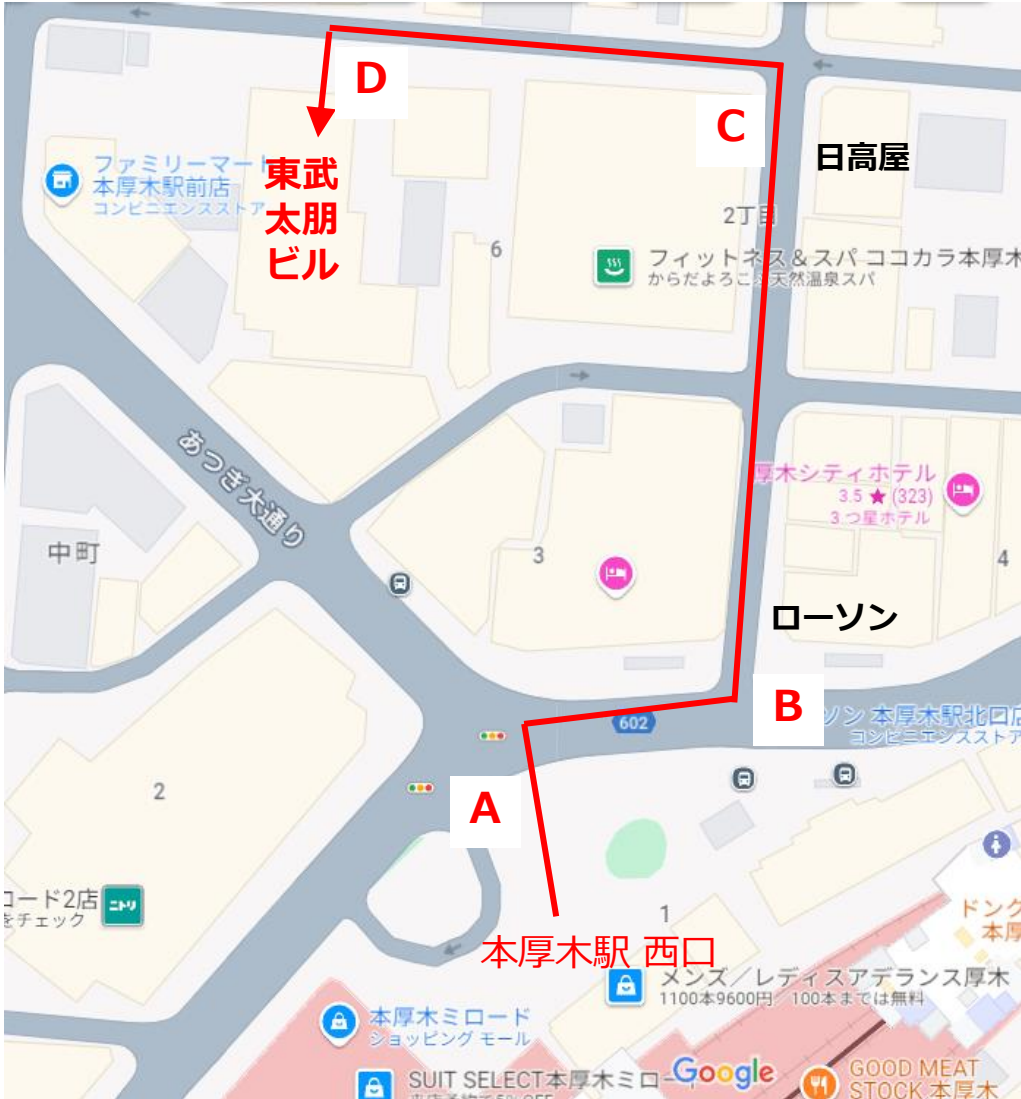 D
C
日高屋
ファミリーマート
本厚木駅前店
コンビニエンスストア
東武
太朋
ビル
2丁目
6
フィットネス&スパ ココカラ本厚木
からだよろこぶ天然温泉スパ
あつぎ大通り
厚木シティホテル
3.5 ★ (323)
3つ星ホテル
中町
3
4
ローソン
B
ソン 本厚木駅北口店
コンビニエンスストア
602
2
A
コード2店
をチェック
ニトリ
1
本厚木駅 西口
ドンク
本厚
メンズ/レディスアデランス厚木
1100本9600円 100本までは無料
本厚木ミロード
ショッピング モール
SUIT SELECT本厚木ミロー
Google
GOOD MEAT
STOCK 本厚木